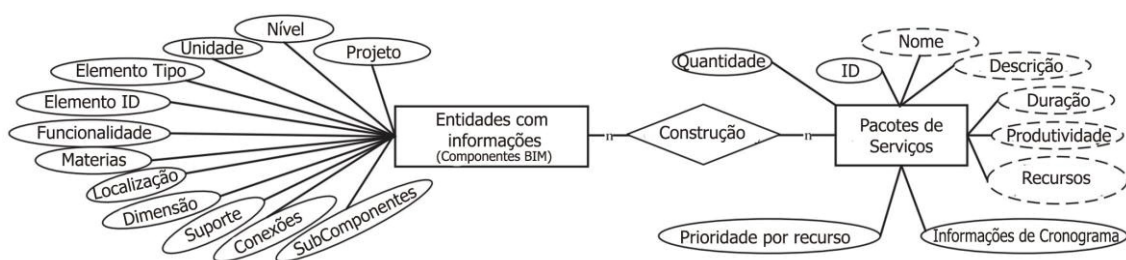 Nível
Unidade
Projeto
Elemento Tipo
Elemento ID
Funcionalidade
Materias
Localização
Dimensão
Suporte
Conexões
SubComponentes
Entidades com
informações
(Componentes BIM)
n
Construção
n
Quantidade
ID
Nome
Descrição
Duração
Produtividade
Recursos
Pacotes de
Serviços
Prioridade por recurso
Informações de Cronograma